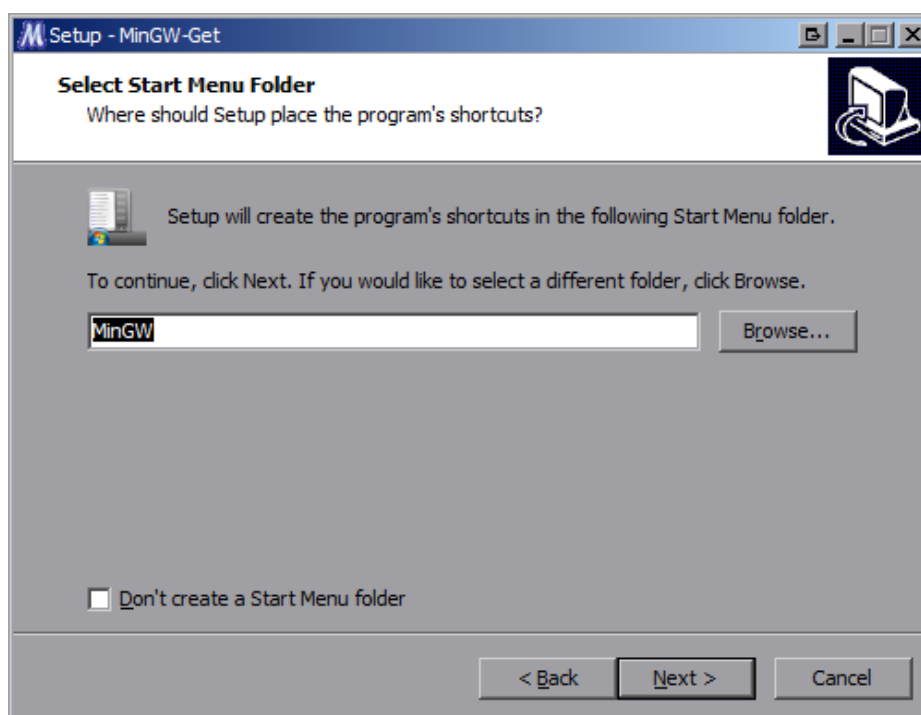 Setup - MinGW-Get
Select Start Menu Folder
Where should Setup place the program's shortcuts?
Setup will create the program's shortcuts in the following Start Menu folder.
To continue, click Next. If you would like to select a different folder, click Browse.
MinGW
Browse...
Don't create a Start Menu folder
< Back
Next >
Cancel